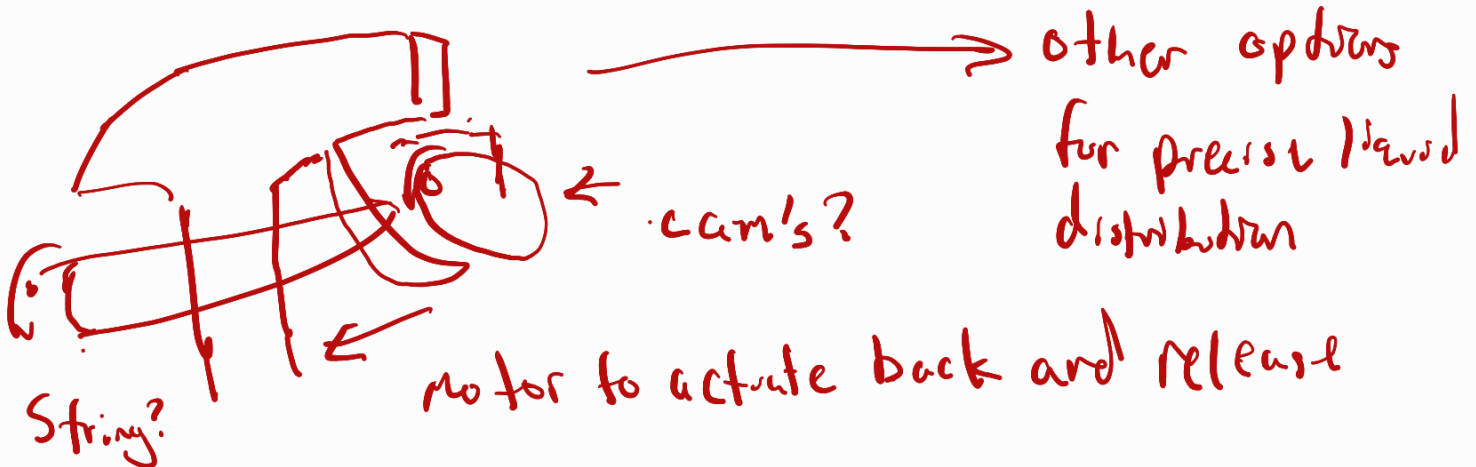 other options
for precise liquid
distribution
cam's?
motor to actuate back and release
String?